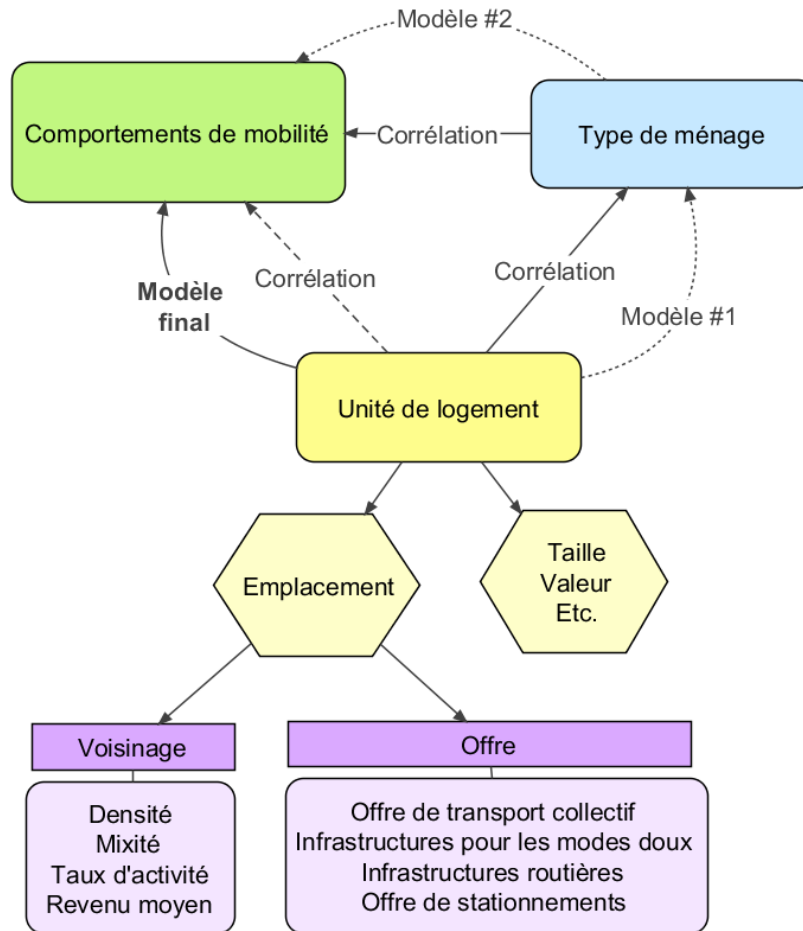 Modèle #2
Comportements de mobilité
Corrélation
Type de ménage
Modèle
final
Corrélation
Corrélation
Modèle #1
Unité de logement
Emplacement
Taille
Valeur
Etc.
Voisinage
Offre
Densité
Mixité
Taux d'activité
Revenu moyen
Offre de transport collectif
Infrastructures pour les modes doux
Infrastructures routières
Offre de stationnements